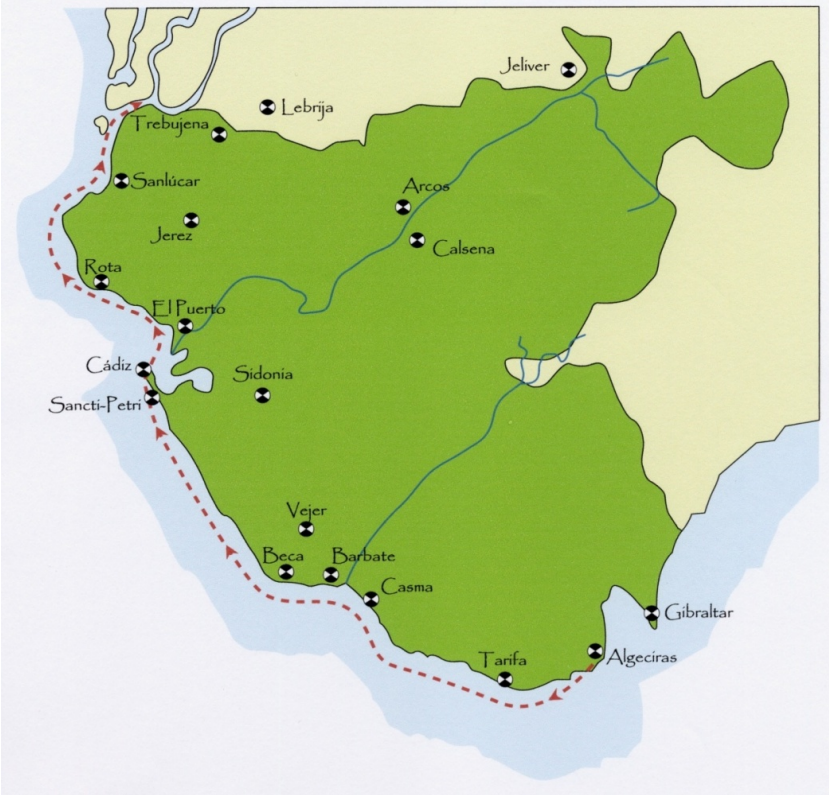 Jeliver
Lebrija
Trebujena
Sanlúcar
Arcos
Jerez
Calsena
Rota
El Puerto
Cádiz
Sidonia
Sancti-Petri
Vejer
Beca
Barbate
Casma
Gibraltar
Tarifa
Algeciras